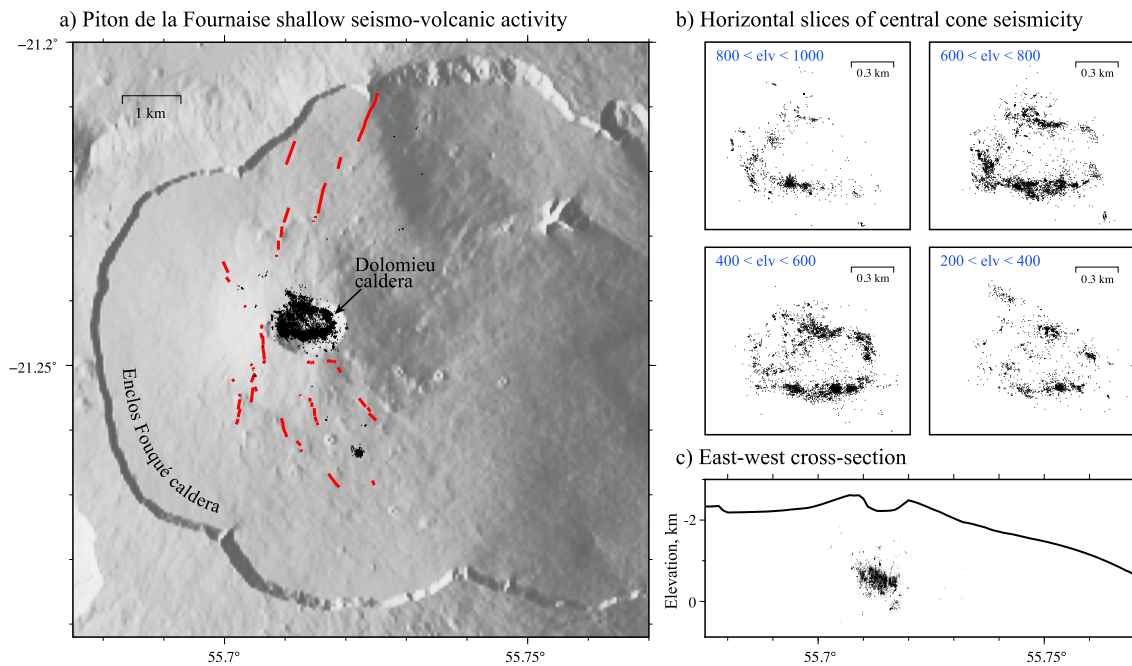 a) Piton de la Fournaise shallow seismo-volcanic activity
−21.2°
1 km
Dolomieu
caldera
−21.25°
Enclos Fouqué caldera
55.7°
55.75°
b) Horizontal slices of central cone seismicity
800 < elv < 1000
0.3 km
600 < elv < 800
0.3 km
400 < elv < 600
0.3 km
200 < elv < 400
0.3 km
c) East-west cross-section
Elevation, km
-2
0
55.7°
55.75°